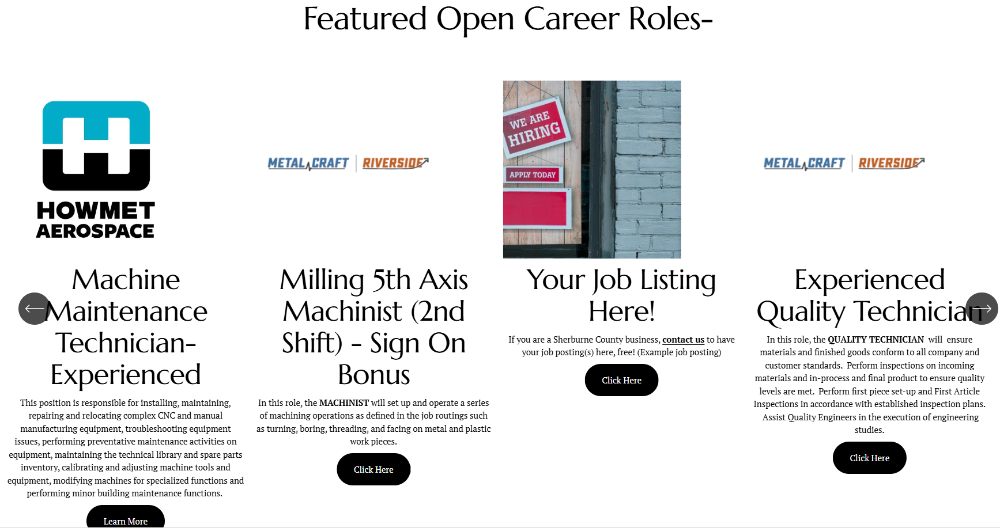 Featured Open Career Roles-
HOWMET
AEROSPACE
Machine
Maintenance
Technician-
Experienced
This position is responsible for installing, maintaining,
repairing and relocating complex CNC and manual
manufacturing equipment, troubleshooting equipment
issues, performing preventative maintenance activities on
equipment, maintaining the technical library and spare parts
inventory, calibrating and adjusting machine tools and
equipment, modifying machines for specialized functions and
performing minor building maintenance functions.
Learn More
METAL CRAFT | RIVERSIDE
Milling 5th Axis
Machinist (2nd
Shift) - Sign On
Bonus
In this role, the MACHINIST will set up and operate a series
of machining operations as defined in the job routings such
as turning, boring, threading, and facing on metal and plastic
work pieces.
Click Here
WE ARE
HIRING
APPLY TODAY
Your Job Listing
Here!
If you are a Sherburne County business, contact us to have
your job posting(s) here, free! (Example job posting)
Click Here
METAL CRAFT | RIVERSIDE
Experienced
Quality Technician
In this role, the QUALITY TECHNICIAN will ensure
materials and finished goods conform to all company and
customer standards. Perform inspections on incoming
materials and in-process and final product to ensure quality
levels are met. Perform first piece set-up and First Article
Inspections in accordance with established inspection plans.
Assist Quality Engineers in the execution of engineering
studies.
Click Here